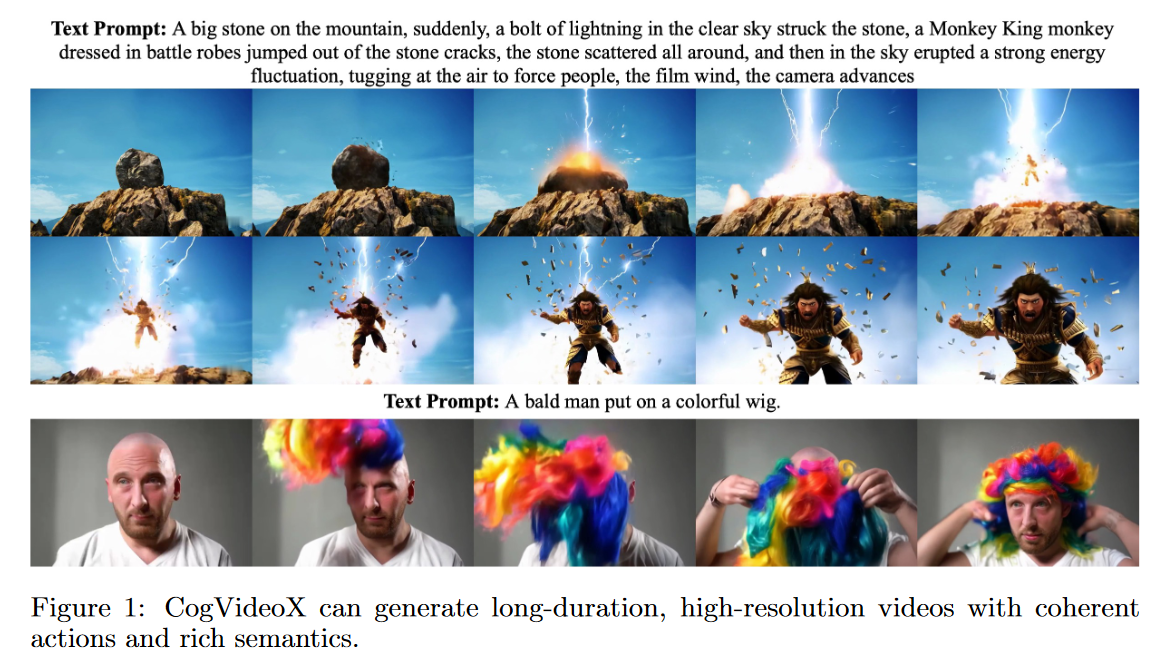 Text Prompt: A big stone on the mountain, suddenly, a bolt of lightning in the clear sky struck the stone, a Monkey King monkey
dressed in battle robes jumped out of the stone cracks, the stone scattered all around, and then in the sky erupted a strong energy
fluctuation, tugging at the air to force people, the film wind, the camera advances
Text Prompt: A bald man put on a colorful wig.
Figure 1: CogVideoX can generate long-duration, high-resolution videos with coherent
actions and rich semantics.